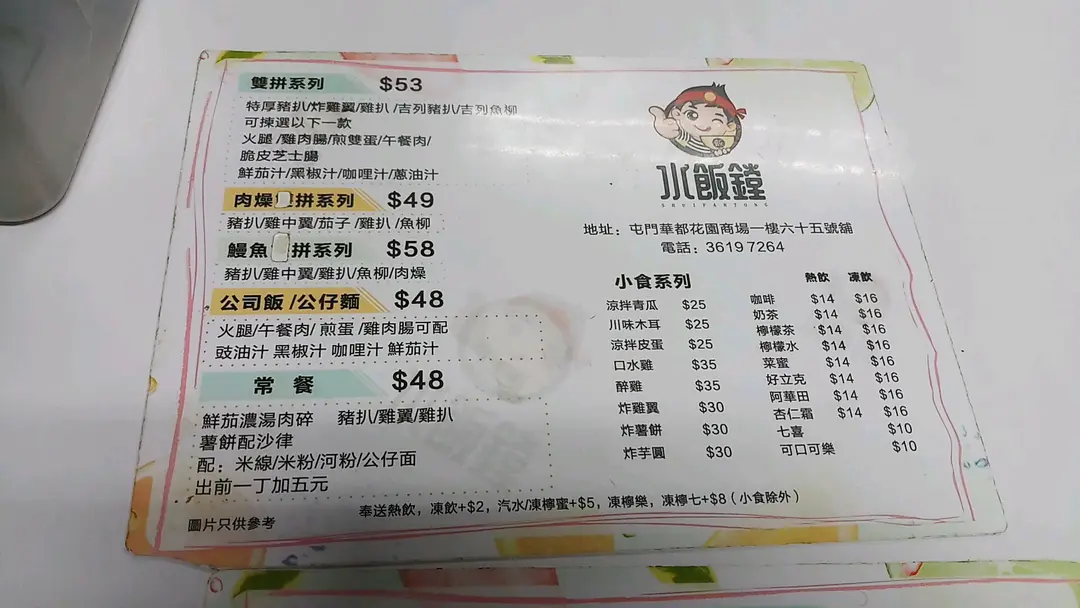 雙拼系列 $53
特厚豬扒/炸雞翼/雞扒 /吉列豬扒/吉列魚柳
可揀選以下一款
火腿 /雞肉腸/煎雙蛋/午餐肉/
脆皮芝士腸
鮮茄汁/黑椒汁/咖哩汁/蔥油汁
肉燥 拼系列 $49
豬扒/雞中翼/茄子 /雞扒 /魚柳
鰻魚 拼系列 $58
豬扒/雞中翼/雞扒/魚柳/肉燥
公司飯 /公仔麵 $48
火腿/午餐肉/ 煎蛋 /雞肉腸可配
豉油汁 黑椒汁 咖哩汁 鮮茄汁
常 餐 $48
鮮茄濃湯肉碎 豬扒/雞翼/雞扒
薯餅配沙律
配：米線/米粉/河粉/公仔面
出前一丁加五元
圖片只供參考
水飯鏜
SHUIFANTONG
地址：屯門華都花園商場一樓六十五號舖
電話：3619 7264
小食系列
涼拌青瓜 $25
川味木耳 $25
涼拌皮蛋 $25
口水雞 $35
醉雞 $35
炸雞翼 $30
炸薯餅 $30
炸芋圓 $30
熱飲 凍飲
咖啡 $14 $16
奶茶 $14 $16
檸檬茶 $14 $16
檸檬水 $14 $16
菜蜜 $14 $16
好立克 $14 $16
阿華田 $14 $16
杏仁霜 $14 $16
七喜 $10
可口可樂 $10
奉送熱飲，凍飲+$2，汽水/凍檸蜜+$5，凍檸樂，凍檸七+$8（小食除外）